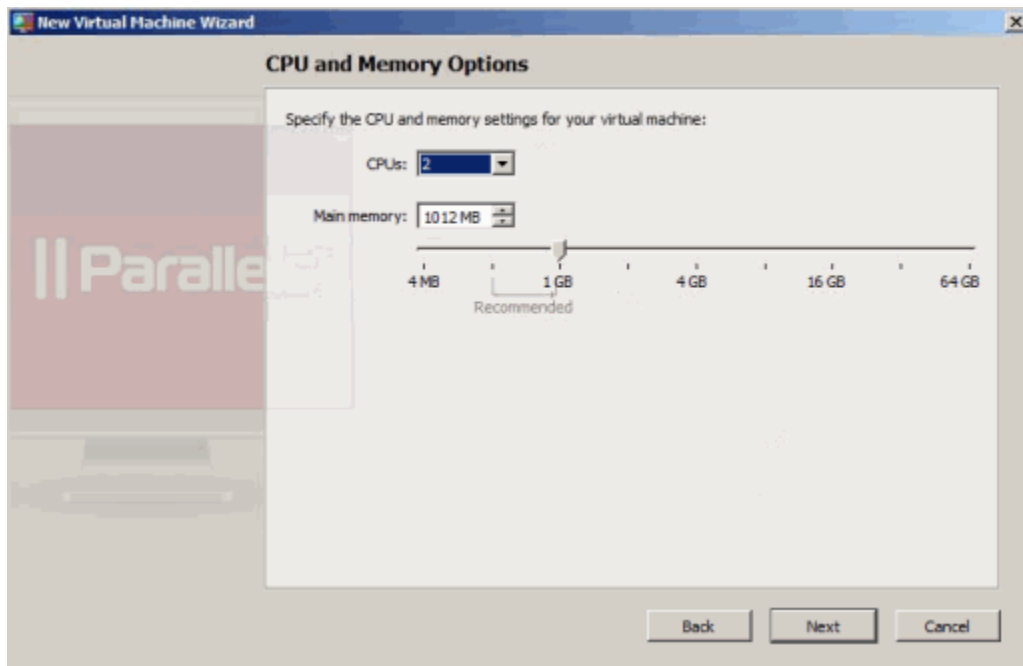 New Virtual Machine Wizard
CPU and Memory Options
Specify the CPU and memory settings for your virtual machine:
CPUs: 2
Main memory: 1012 MB
|| Paralle
4 MB 1 GB 4 GB 16 GB 64 GB
Recommended
Back Next Cancel